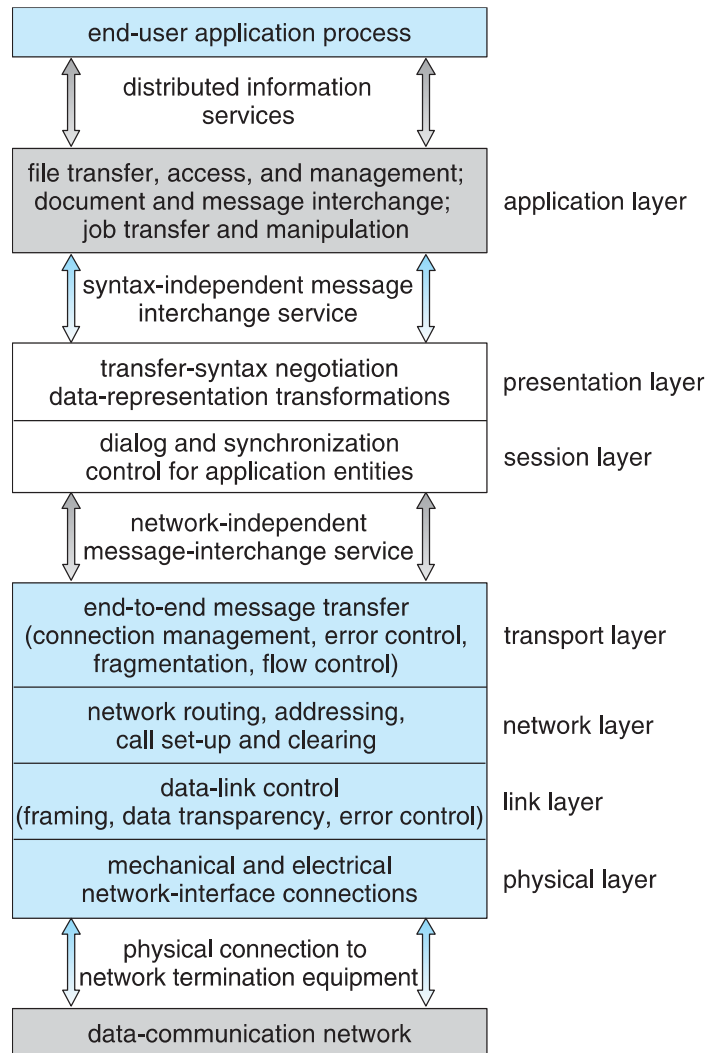 end-user application process
distributed information
services
file transfer, access, and management;
document and message interchange;
job transfer and manipulation
application layer
syntax-independent message
interchange service
transfer-syntax negotiation
data-representation transformations
presentation layer
dialog and synchronization
control for application entities
session layer
network-independent
message-interchange service
end-to-end message transfer
(connection management, error control,
fragmentation, flow control)
transport layer
network routing, addressing,
call set-up and clearing
network layer
data-link control
(framing, data transparency, error control)
link layer
mechanical and electrical
network-interface connections
physical layer
physical connection to
network termination equipment
data-communication network